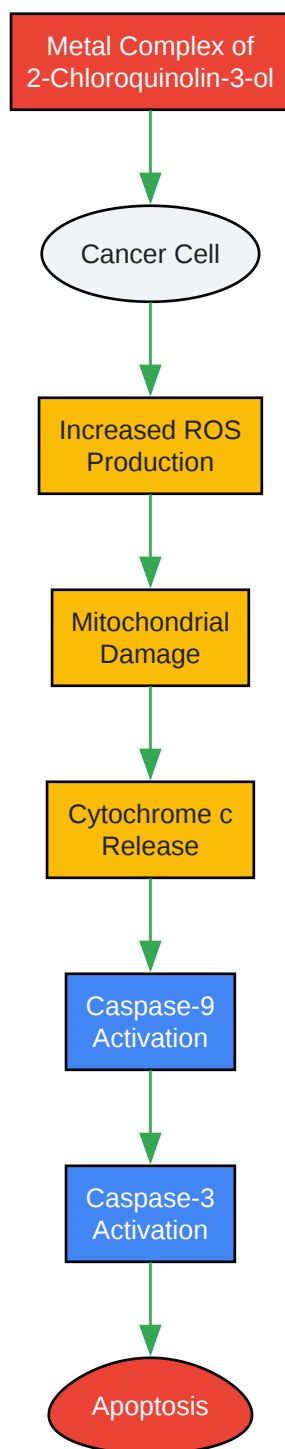 Metal Complex of
2-Chloroquinolin-3-ol
Cancer Cell
Increased ROS
Production
Mitochondrial
Damage
Cytochrome c
Release
Caspase-9
Activation
Caspase-3
Activation
Apoptosis